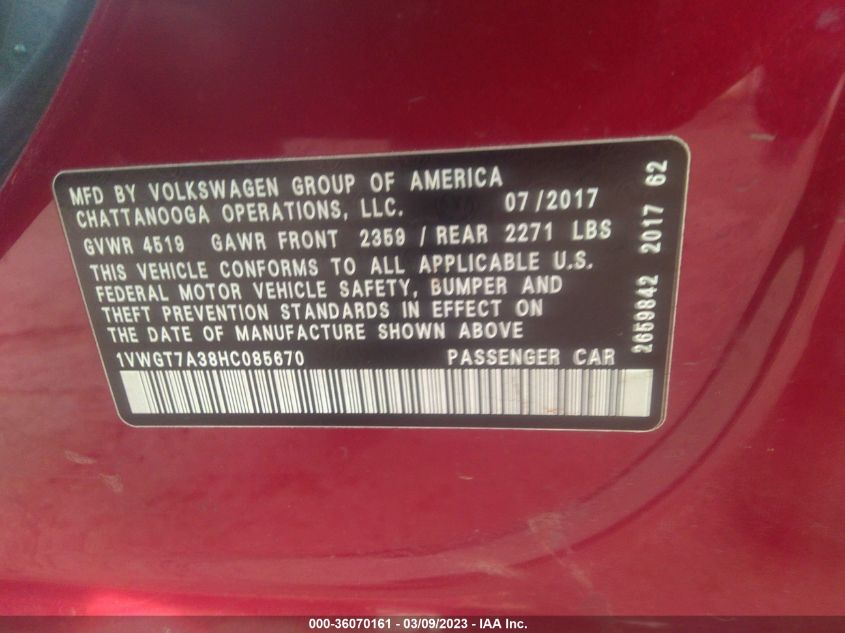 MFD BY VOLKSWAGEN GROUP OF AMERICA
CHATTANOOGA OPERATIONS, LLC. 07/2017
GVWR 4519 GAWR FRONT 2359 / REAR 2271 LBS
THIS VEHICLE CONFORMS TO ALL APPLICABLE U.S.
FEDERAL MOTOR VEHICLE SAFETY, BUMPER AND
THEFT PREVENTION STANDARDS IN EFFECT ON
THE DATE OF MANUFACTURE SHOWN ABOVE
1VWGT7A38HC085670 PASSENGER CAR
2659842 2017 62
000-36070161 - 03/09/2023 - IAA Inc.